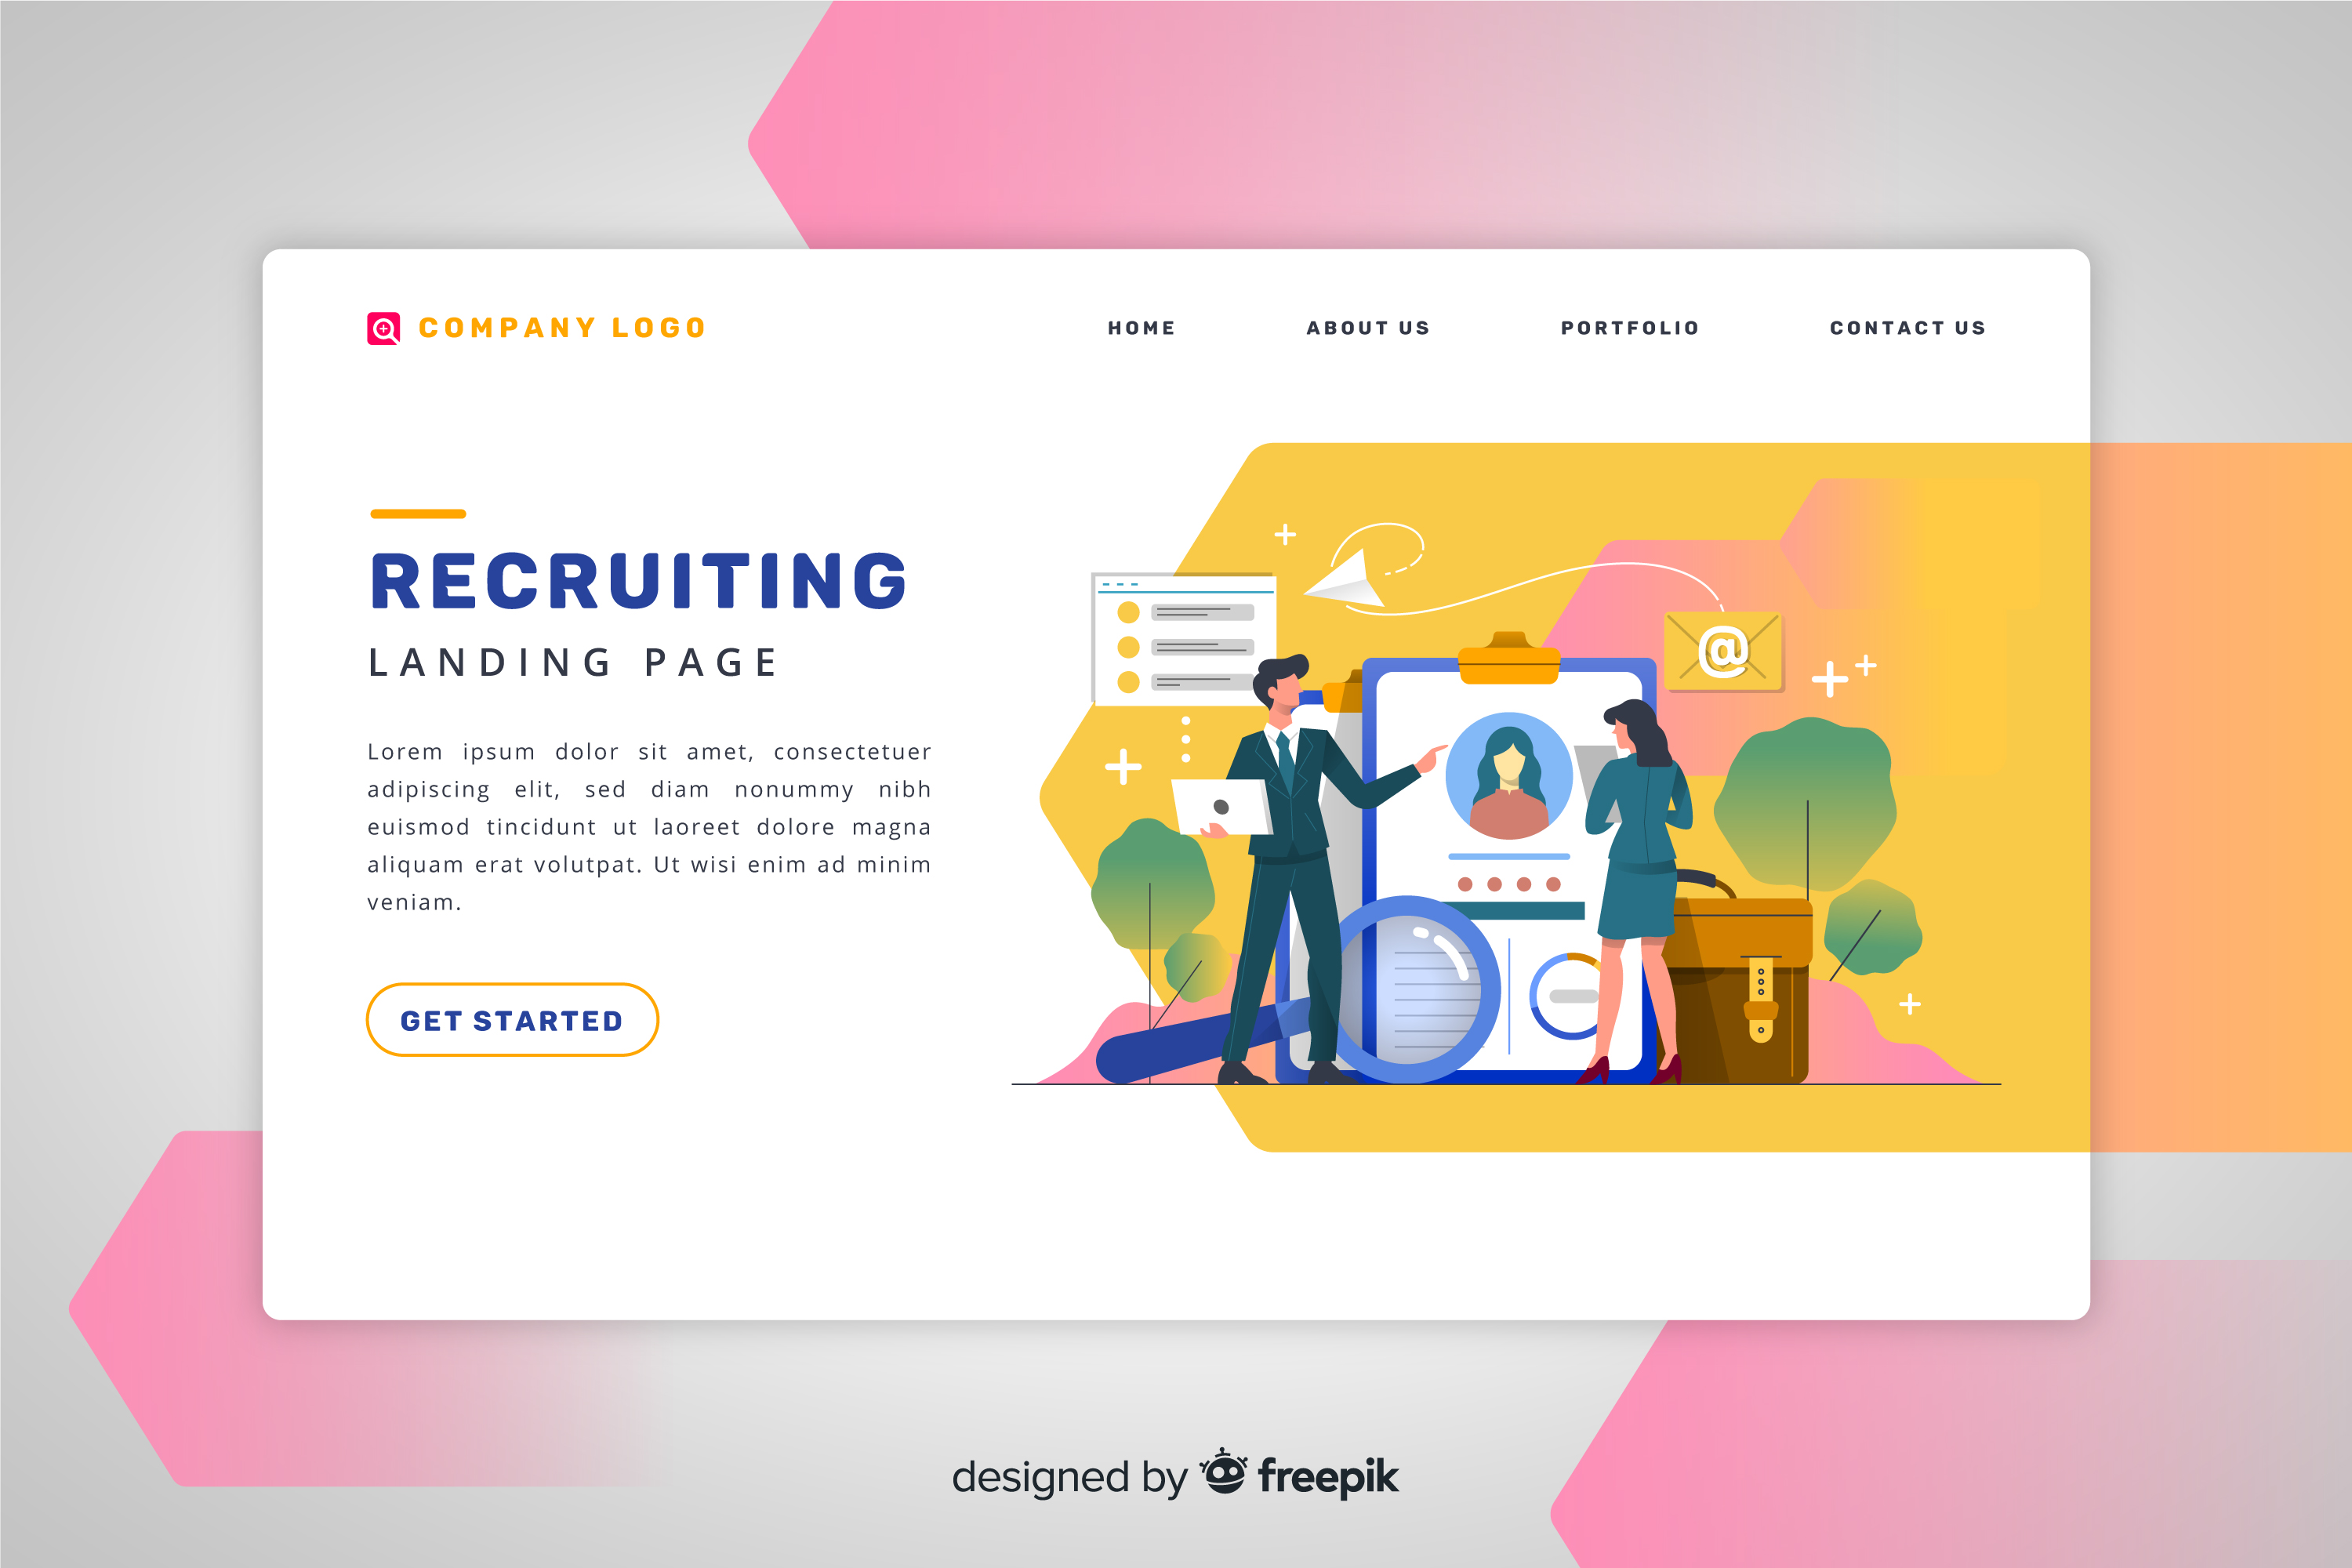 COMPANY LOGO
HOME ABOUT US PORTFOLIO CONTACT US
RECRUITING
LANDING PAGE
Lorem ipsum dolor sit amet, consectetuer
adipiscing elit, sed diam nonummy nibh
euismod tincidunt ut laoreet dolore magna
aliquam erat volutpat. Ut wisi enim ad minim
veniam.
GET STARTED
@
designed by freepik